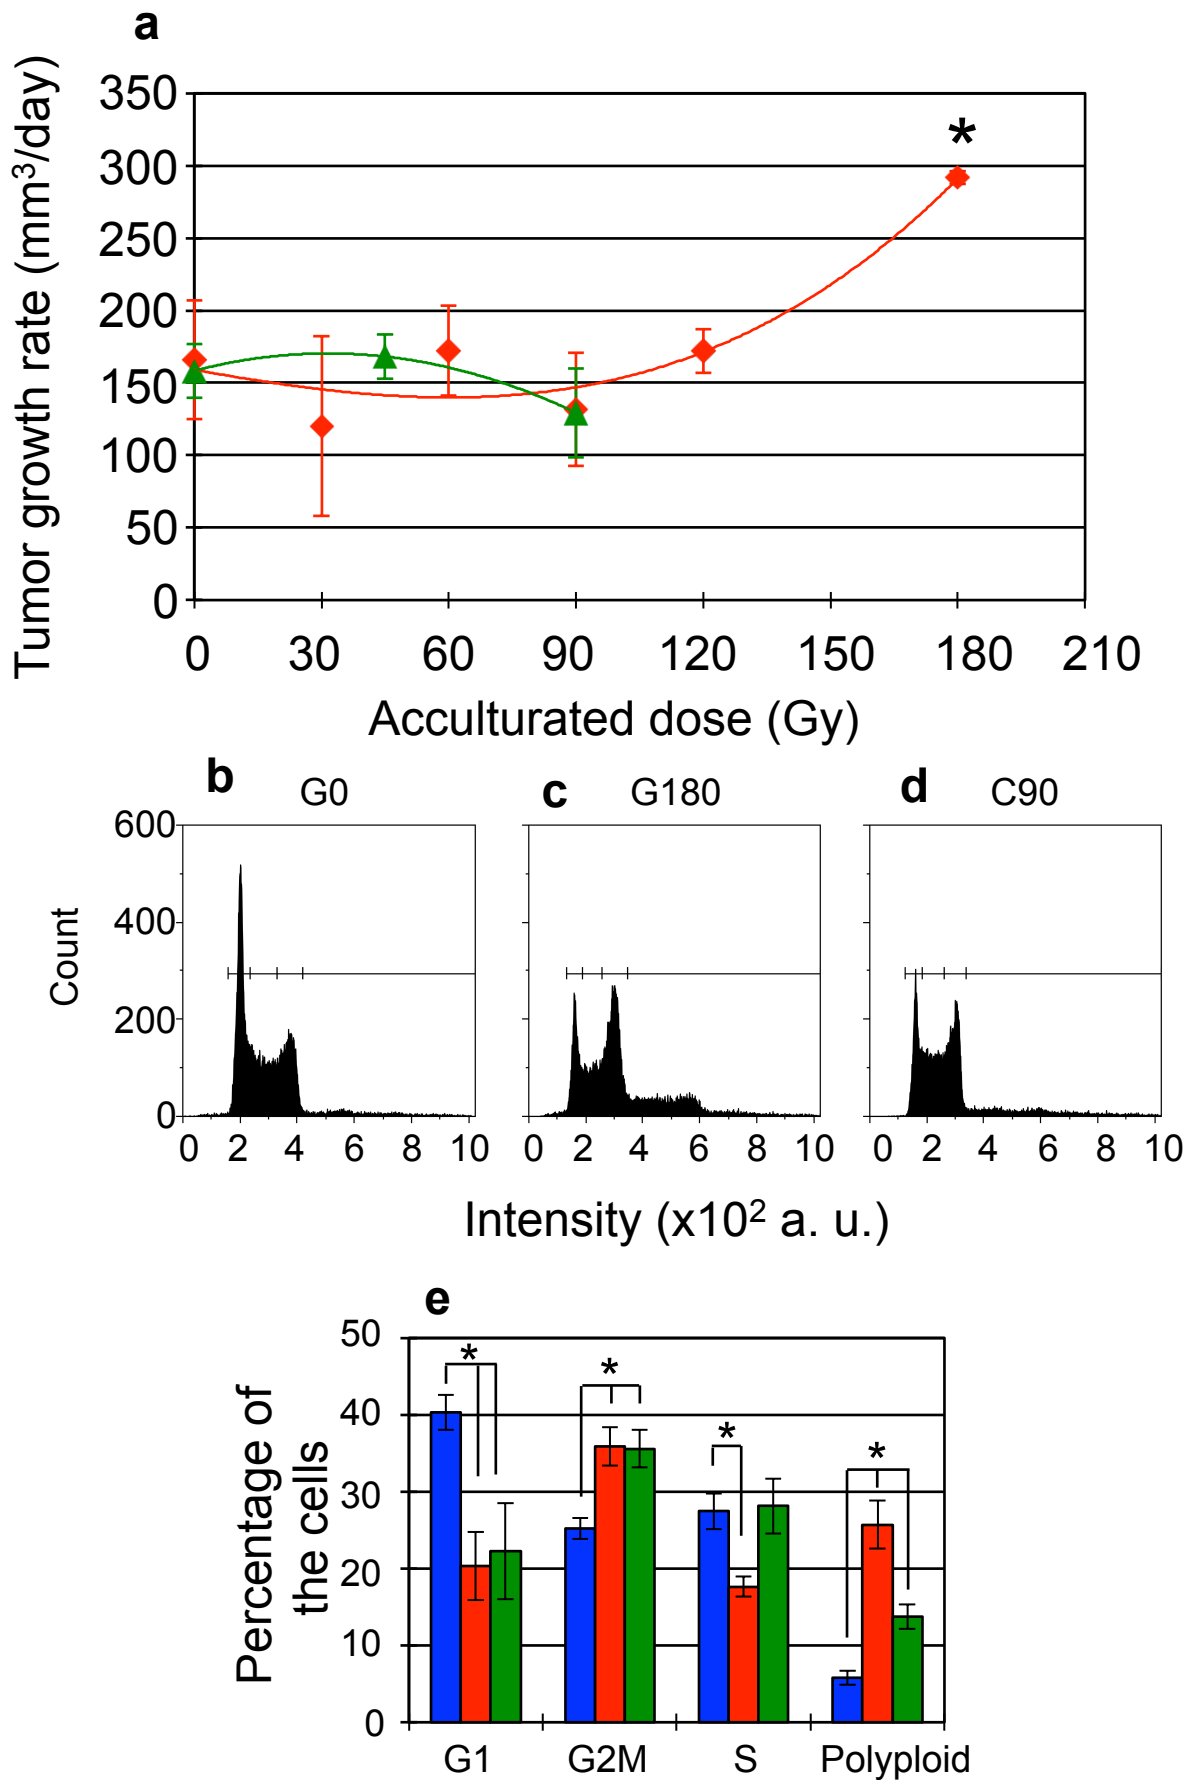 a
Tumor growth rate (mm³/day)
350
300
250
200
150
100
50
0
*
0 30 60 90 120 150 180 210
Acculturated dose (Gy)
b G0
c G180
d C90
Count
600
400
200
0
0 2 4 6 8 10
0 2 4 6 8 10
0 2 4 6 8 10
Intensity (x10² a. u.)
e
Percentage of
the cells
50
40
30
20
10
0
* * * *
G1 G2M S Polyploid